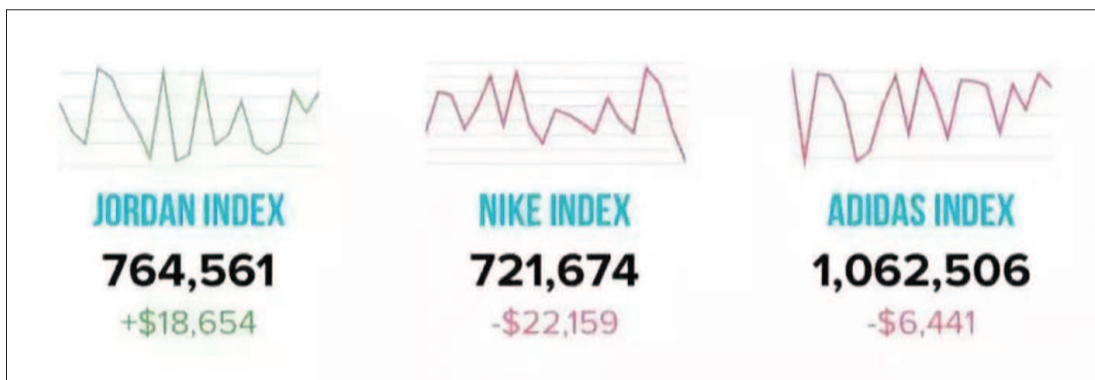 JORDAN INDEX
764,561
+$18,654
NIKE INDEX
721,674
-$22,159
ADIDAS INDEX
1,062,506
-$6,441